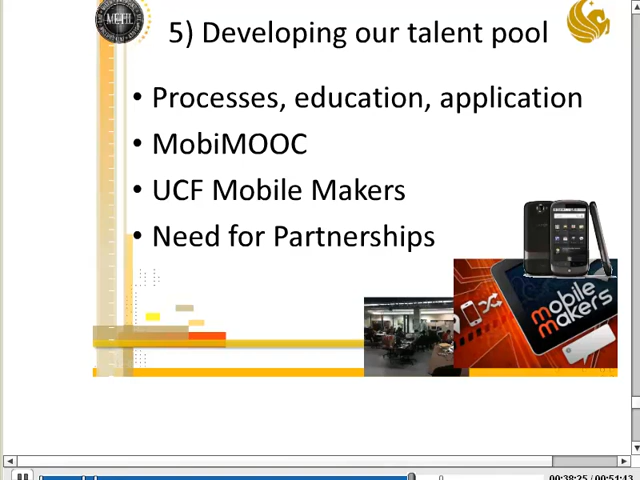 METIL
5) Developing our talent pool
• Processes, education, application
• MobiMOOC
• UCF Mobile Makers
• Need for Partnerships
mobile
makers
00:38:25 / 00:51:43